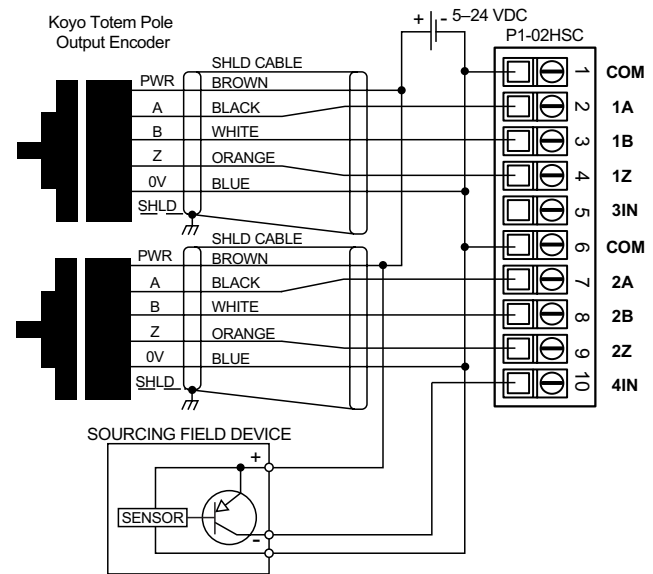 Koyo Totem Pole
Output Encoder
+ - 5–24 VDC
P1-02HSC
SHLD CABLE
PWR BROWN
A BLACK
B WHITE
Z ORANGE
0V BLUE
SHLD
SHLD CABLE
PWR BROWN
A BLACK
B WHITE
Z ORANGE
0V BLUE
SHLD
1 COM
2 1A
3 1B
4 1Z
5 3IN
6 COM
7 2A
8 2B
9 2Z
10 4IN
SOURCING FIELD DEVICE
+
SENSOR
-